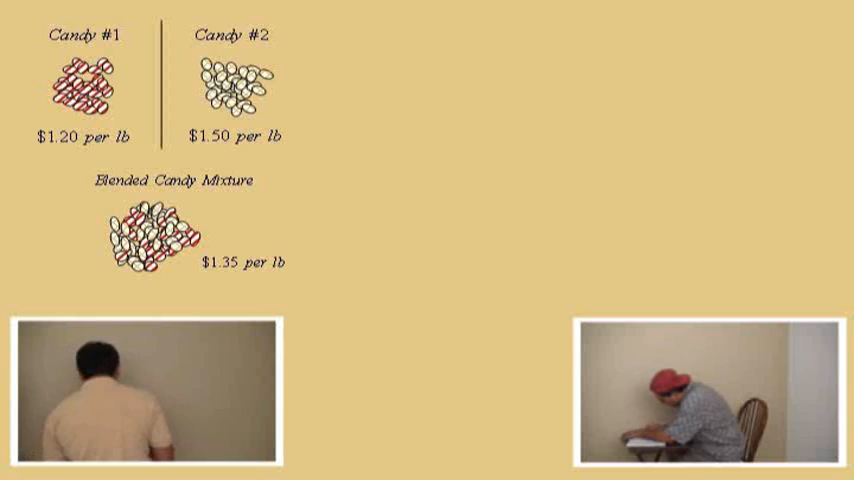 Candy #1
Candy #2
$1.20 per lb
$1.50 per lb
Blended Candy Mixture
$1.35 per lb